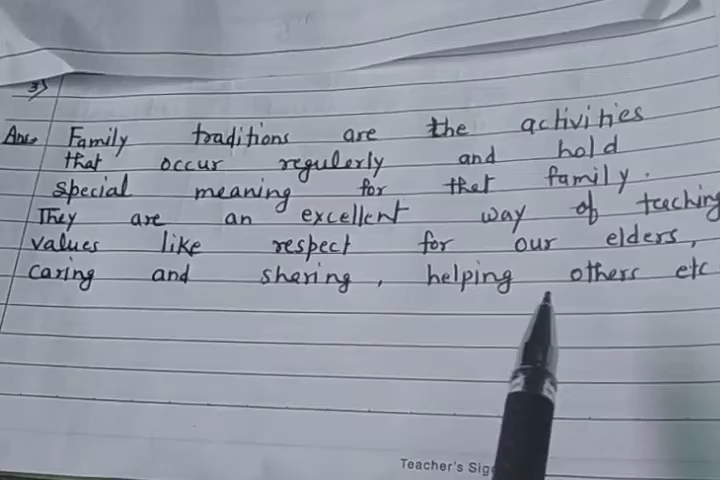 3)
Ans, Family traditions are the activities
that occur regulerly and hold
special meaning for that family.
They are an excellent way of teaching
values like respect for our elders,
caring and sharing, helping others etc
Teacher's Sig